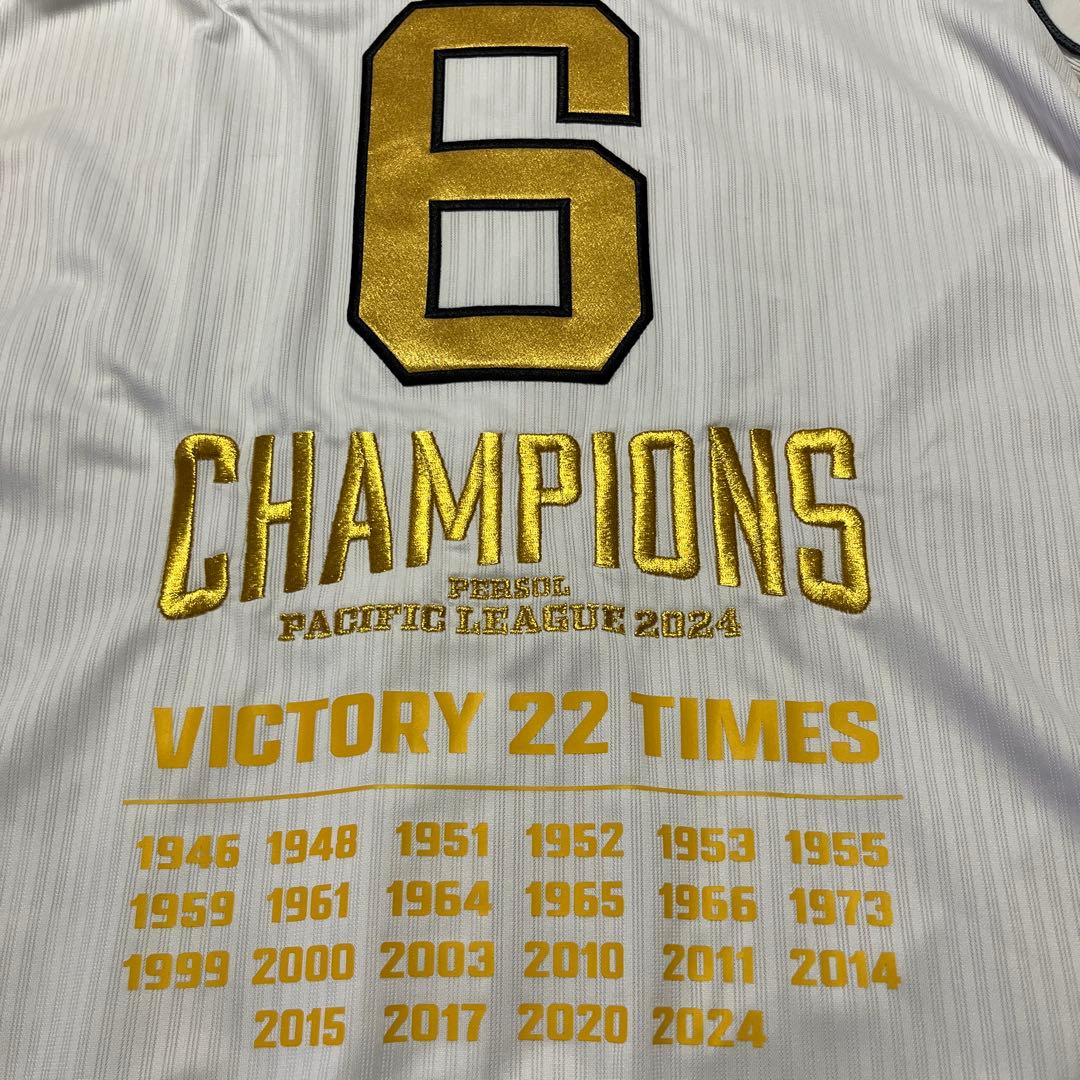 6
CHAMPIONS
PERSOL
PACIFIC LEAGUE 2024
VICTORY 22 TIMES
1946 1948 1951 1952 1953 1955
1959 1961 1964 1965 1966 1973
1999 2000 2003 2010 2011 2014
2015 2017 2020 2024